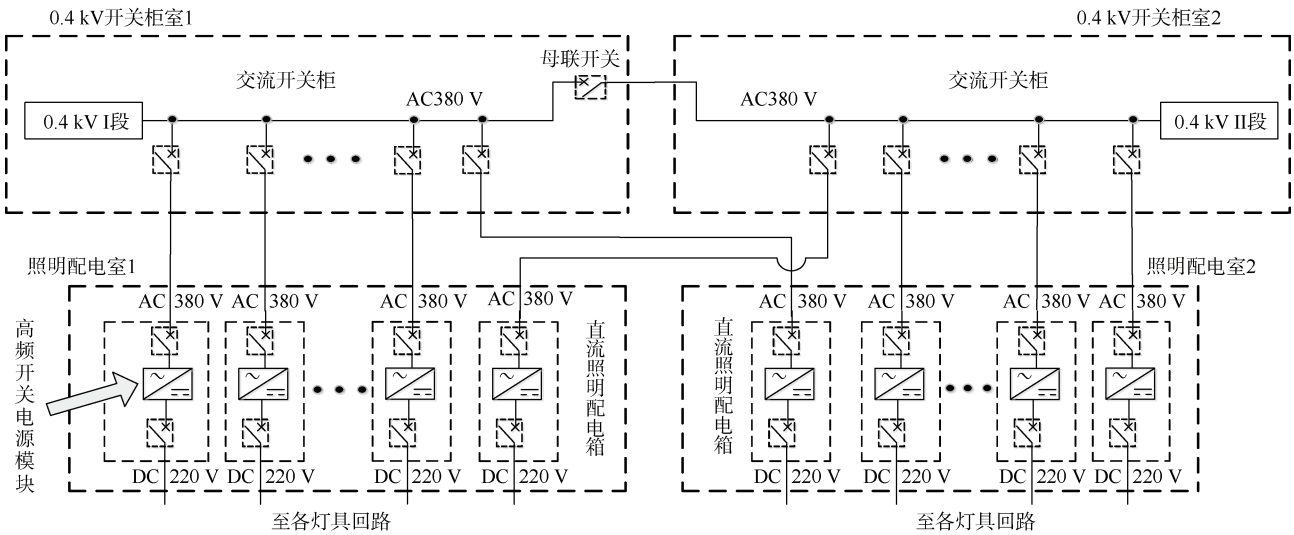 0.4 kV开关柜室1
0.4 kV开关柜室2
母联开关
交流开关柜
交流开关柜
AC380 V
AC380 V
0.4 kV I段
0.4 kV II段
照明配电室1
照明配电室2
AC 380 V
AC 380 V
AC 380 V
AC 380 V
AC 380 V
AC 380 V
AC 380 V
AC 380 V
高频开关电源模块
直流照明配电箱
直流照明配电箱
DC 220 V
DC 220 V
DC 220 V
DC 220 V
DC 220 V
DC 220 V
DC 220 V
DC 220 V
至各灯具回路
至各灯具回路